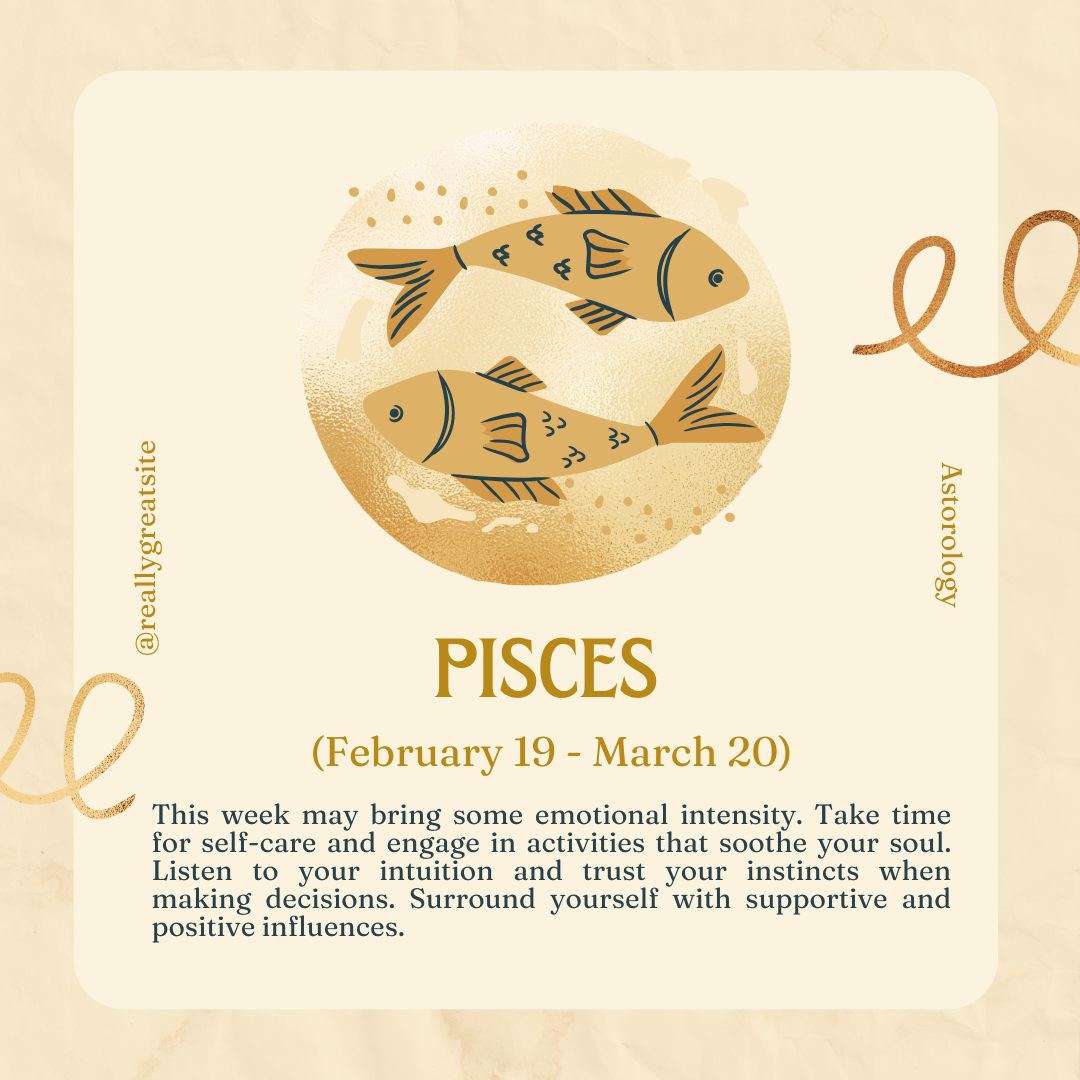 @reallygreatsite
Astorology
PISCES
(February 19 - March 20)
This week may bring some emotional intensity. Take time
for self-care and engage in activities that soothe your soul.
Listen to your intuition and trust your instincts when
making decisions. Surround yourself with supportive and
positive influences.